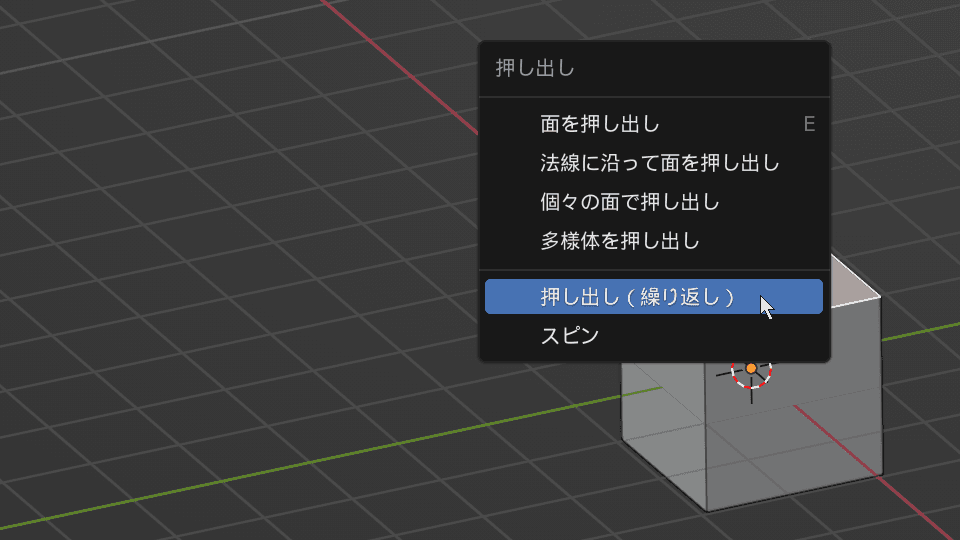 押し出し
面を押し出し E
法線に沿って面を押し出し
個々の面で押し出し
多様体を押し出し
押し出し（繰り返し）
スピン